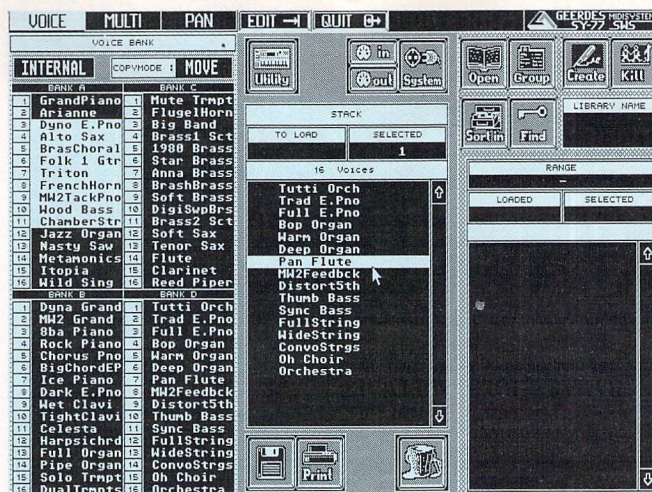 VOICE MULTI PAN EDIT QUIT
GEERDES MIDISYSTEM
SY-77 SWS
VOICE BANK
INTERNAL COPYMODE : MOVE
BANK A
1 GrandPiano
2 Arianne
3 Dyno E.Pno
4 Alto Sax
5 BrasChoral
6 Folk 1 Gtr
7 Triton
8 FrenchHorn
9 MW2TackPno
10 Wood Bass
11 ChamberStr
12 Jazz Organ
13 Nasty Saw
14 Metamonics
15 Itopia
16 Wild Sing
BANK C
1 Mute Trmpt
2 FlugelHorn
3 Big Band
4 Brass1 Sct
5 1980 Brass
6 Star Brass
7 Anna Brass
8 BrashBrass
9 Soft Brass
10 DigiSwpBrs
11 Brass2 Sct
12 Soft Sax
13 Tenor Sax
14 Flute
15 Clarinet
16 Reed Piper
BANK B
1 Dyna Grand
2 MW2 Grand
3 8ba Piano
4 Rock Piano
5 Chorus Pno
6 BigChordEP
7 Ice Piano
8 Dark E.Pno
9 Wet Clavi
10 TightClavi
11 Celesta
12 Harpsichrd
13 Full Organ
14 Pipe Organ
15 Solo Trmpt
16 DualTrmpts
BANK D
1 Tutti Orch
2 Trad E.Pno
3 Full E.Pno
4 Bop Organ
5 Warm Organ
6 Deep Organ
7 Pan Flute
8 MW2Feedbck
9 Distort5th
10 Thumb Bass
11 Sync Bass
12 FullString
13 WideString
14 ConvoStrgs
15 Oh Choir
16 Orchestra
Utility in out System
STACK
TO LOAD SELECTED
1
16 Voices
Tutti Orch
Trad E.Pno
Full E.Pno
Bop Organ
Warm Organ
Deep Organ
Pan Flute
MW2Feedbck
Distort5th
Thumb Bass
Sync Bass
FullString
WideString
ConvoStrgs
Oh Choir
Orchestra
Print
Open Group Create Kill
Sort in Find
LIBRARY NAME
RANGE
–
LOADED SELECTED